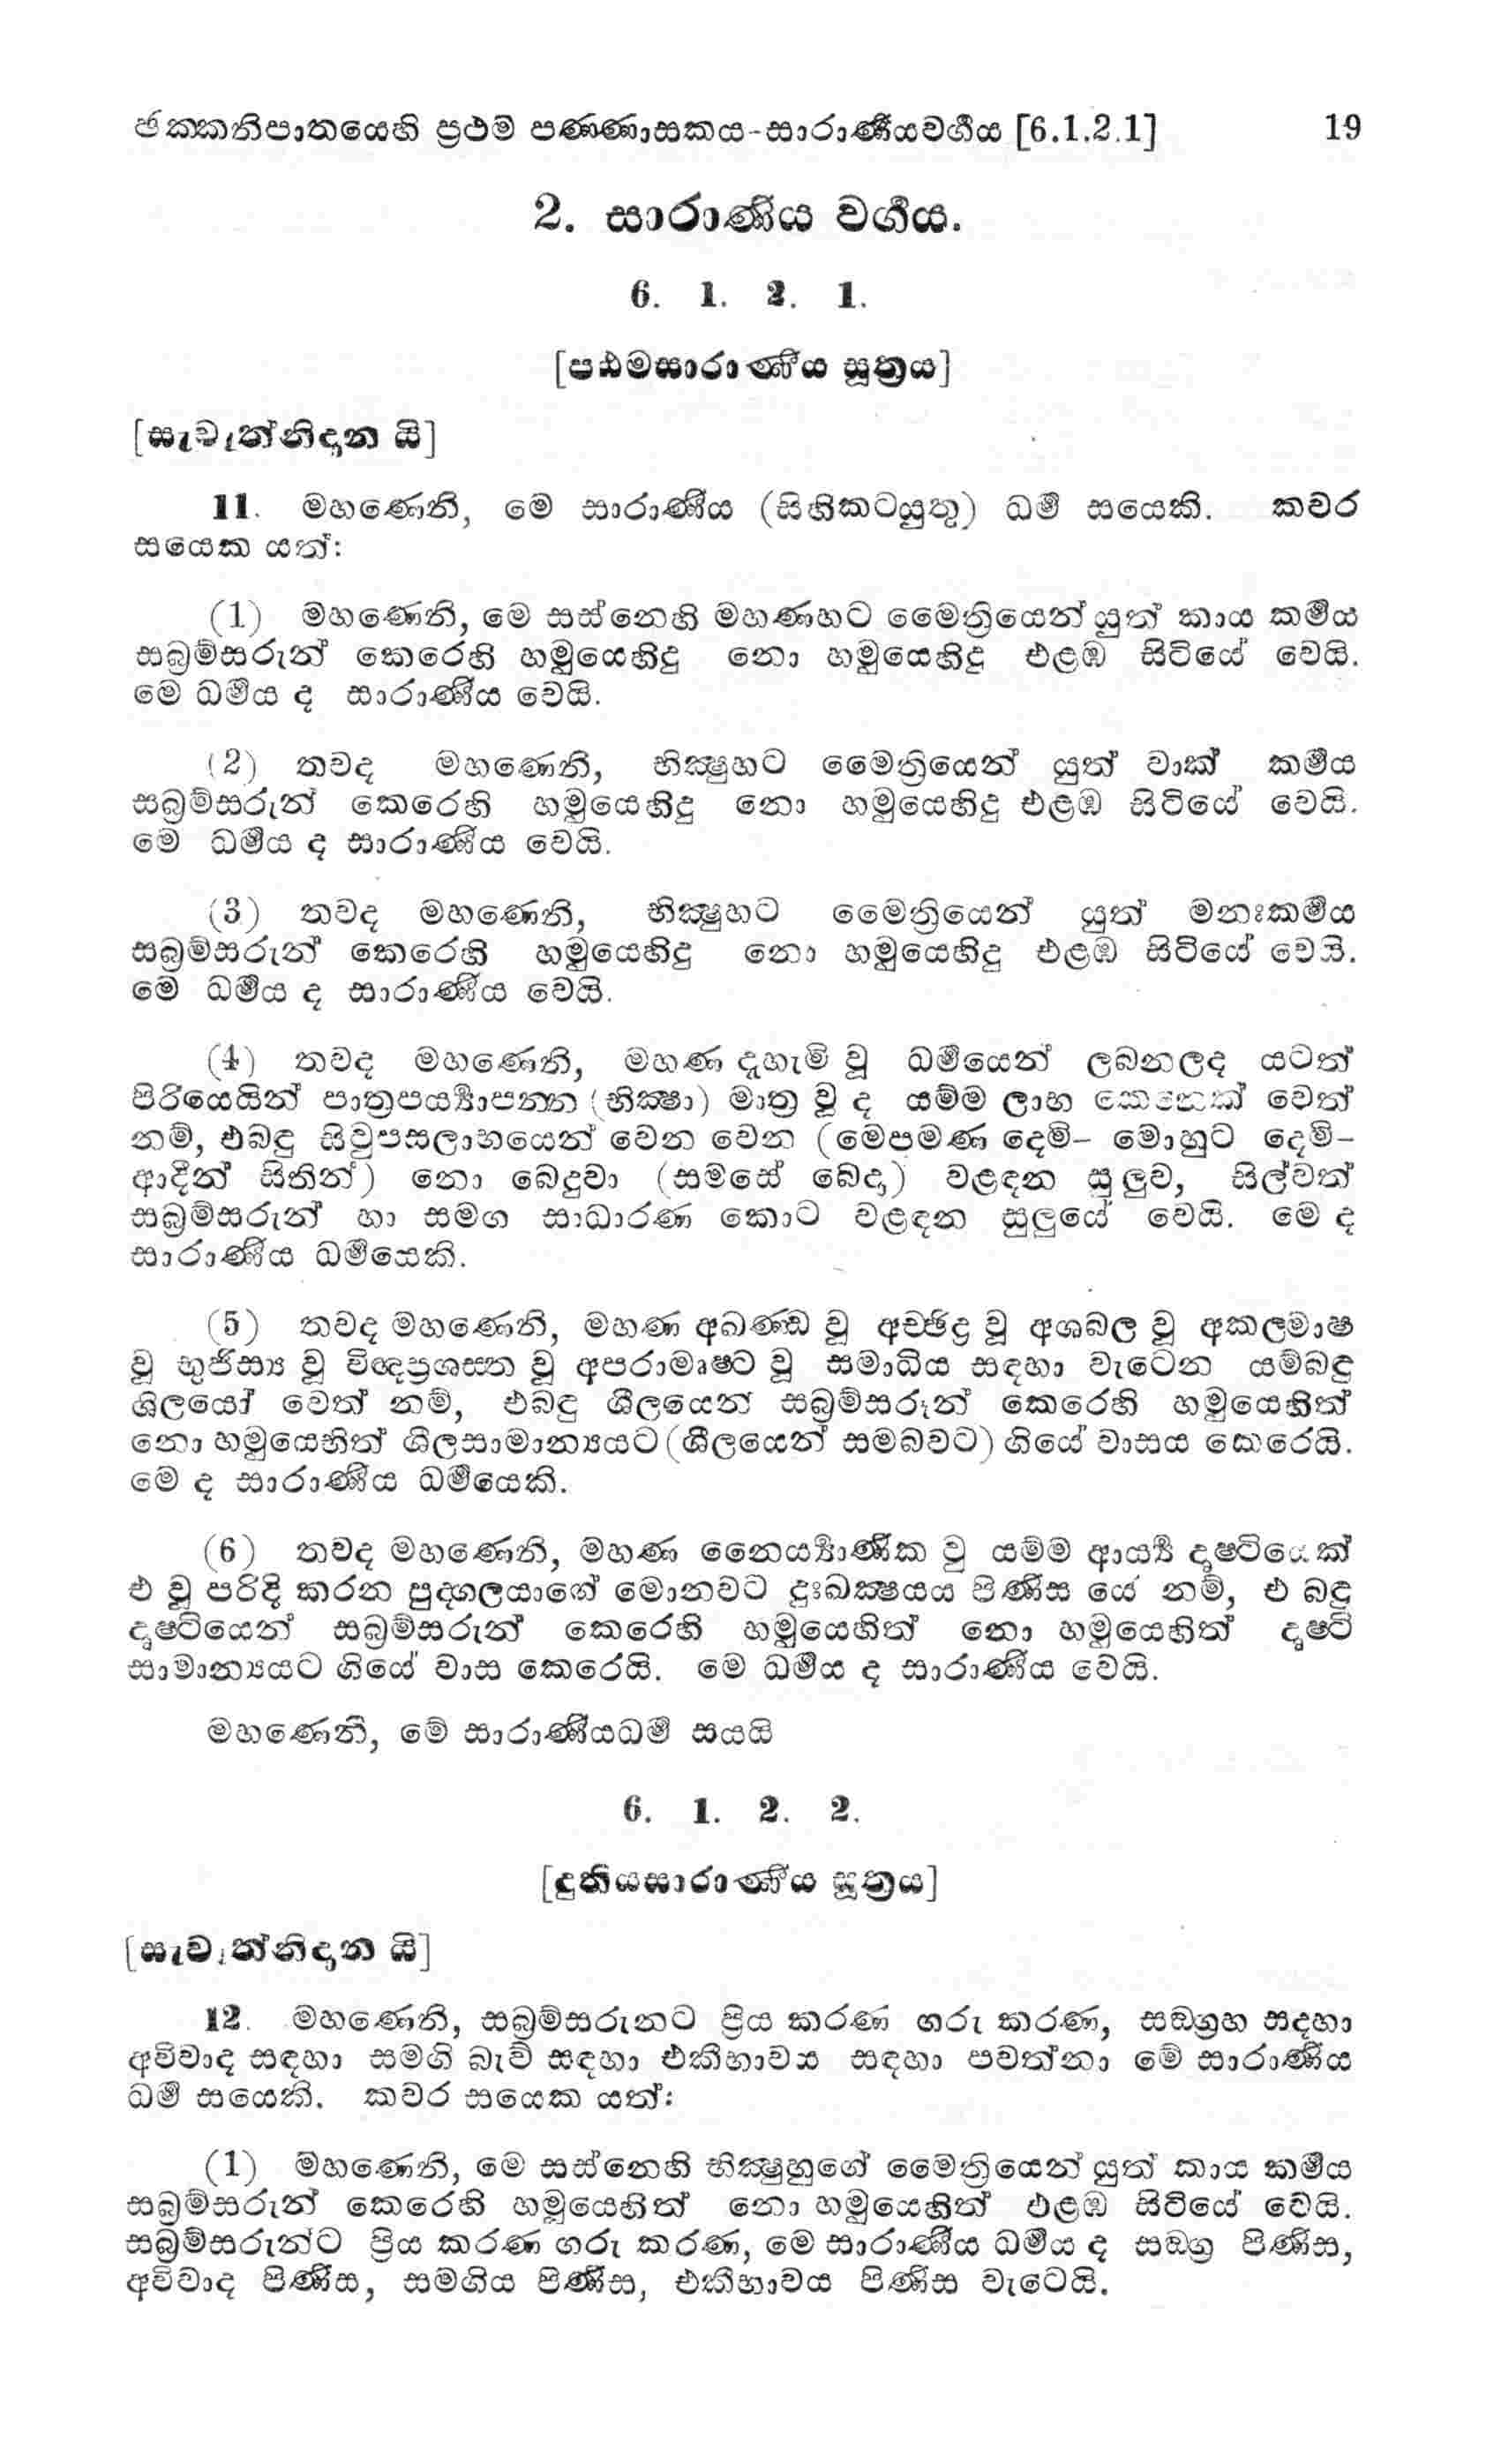 ඡක්කනිපාතයෙහි ප්‍රථම පණ්ණාසකය-සාරාණීයවර්‍ගය [6.1.2.1] 19
2. සාරාණීය වර්‍ගය.
6. 1. 2. 1.
[පඨමසාරාණීය සූත්‍රය]
[සැවැත්නිදාන යි]
11. මහණෙනි, මෙ සාරාණීය (සිහිකටයුතු) ධර්‍ම සයෙකි. කවර
සයෙක යත්:
(1) මහණෙනි, මෙ සස්නෙහි මහණහට මෛත්‍රියෙන් යුත් කාය කර්‍මය
සබ්‍රම්සරුන් කෙරෙහි හමුයෙහිදු නො හමුයෙහිදු එළඹ සිටියේ වෙයි.
මෙ ධර්‍මය ද සාරාණීය වෙයි.
(2) තවද මහණෙනි, භික්‍ෂුහට මෛත්‍රියෙන් යුත් වාක් කර්‍මය
සබ්‍රම්සරුන් කෙරෙහි හමුයෙහිදු නො හමුයෙහිදු එළඹ සිටියේ වෙයි.
මෙ ධර්‍මය ද සාරාණීය වෙයි.
(3) තවද මහණෙනි, භික්‍ෂුහට මෛත්‍රියෙන් යුත් මනඃකර්‍මය
සබ්‍රම්සරුන් කෙරෙහි හමුයෙහිදු නො හමුයෙහිදු එළඹ සිටියේ වෙයි.
මෙ ධර්‍මය ද සාරාණීය වෙයි.
(4) තවද මහණෙනි, මහණ දැහැමි වූ ධර්‍මයෙන් ලබනලද යටත්
පිරියෙයින් පාත්‍රපර්‍ය්‍යාපන්න (භික්‍ෂා) මාත්‍ර වූ ද යම්ම ලාභ කෙනෙක් වෙත්
නම්, එබඳු සිවුපසලාභයෙන් වෙන වෙන (මෙපමණ දෙමි– මොහුට දෙමි–
ආදීන් සිතින්) නො බෙදුවා (සමසේ බෙදා) වළඳන සුලුව, සිල්වත්
සබ්‍රම්සරුන් හා සමග සාධාරණ කොට වළඳන සුලුයේ වෙයි. මෙ ද
සාරාණීය ධර්‍මයෙකි.
(5) තවද මහණෙනි, මහණ අඛණ්ඩ වූ අච්ඡිද්‍ර වූ අශබල වූ අකල්මාෂ
වූ භුජිස්‍ය වූ විඥප්‍රශස්ත වූ අපරාමෘෂ්ට වූ සමාධිය සඳහා වැටෙන යම්බඳු
ශීලයෝ වෙත් නම්, එබඳු ශීලයෙන් සබ්‍රම්සරුන් කෙරෙහි හමුයෙහිත්
නො හමුයෙහිත් ශීලසාමාන්‍යයට (ශීලයෙන් සමබවට) ගියේ වාසය කෙරෙයි.
මේ ද සාරාණීය ධර්‍මයෙකි.
(6) තවද මහණෙනි, මහණ නෛර්‍ය්‍යාණික වූ යම්ම ආර්‍ය්‍ය දෘෂ්ටියෙක්
එ වූ පරිදි කරන පුද්ගලයාගේ මොනවට දුඃඛක්‍ෂයය පිණිස යේ නම්, එ බඳු
දෘෂ්ටියෙන් සබ්‍රම්සරුන් කෙරෙහි හමුයෙහිත් නො හමුයෙහිත් දෘෂ්ටි
සාමාන්‍යයට ගියේ වාස කෙරෙයි. මෙ ධර්‍මය ද සාරාණීය වෙයි.
මහණෙනි, මේ සාරාණීයධර්‍ම සයයි
6. 1. 2. 2.
[දුතියසාරාණීය සූත්‍රය]
[සැවැත්නිදාන යි]
12. මහණෙනි, සබ්‍රම්සරුනට ප්‍රිය කරණ ගරු කරණ, සඞ්ග්‍රහ සඳහා
අවිවාද සඳහා සමගි බැව් සඳහා එකීභාවය සඳහා පවත්නා මේ සාරාණීය
ධර්‍ම සයෙකි. කවර සයෙක යත්:
(1) මහණෙනි, මෙ සස්නෙහි භික්‍ෂුහුගේ මෛත්‍රියෙන් යුත් කාය කර්‍මය
සබ්‍රම්සරුන් කෙරෙහි හමුයෙහිත් නො හමුයෙහිත් එළඹ සිටියේ වෙයි.
සබ්‍රම්සරුන්ට ප්‍රිය කරණ ගරු කරණ, මෙ සාරාණීය ධර්‍මය ද සඞ්ග්‍ර පිණිස,
අවිවාද පිණිස, සමගිය පිණිස, එකීභාවය පිණිස වැටෙයි.